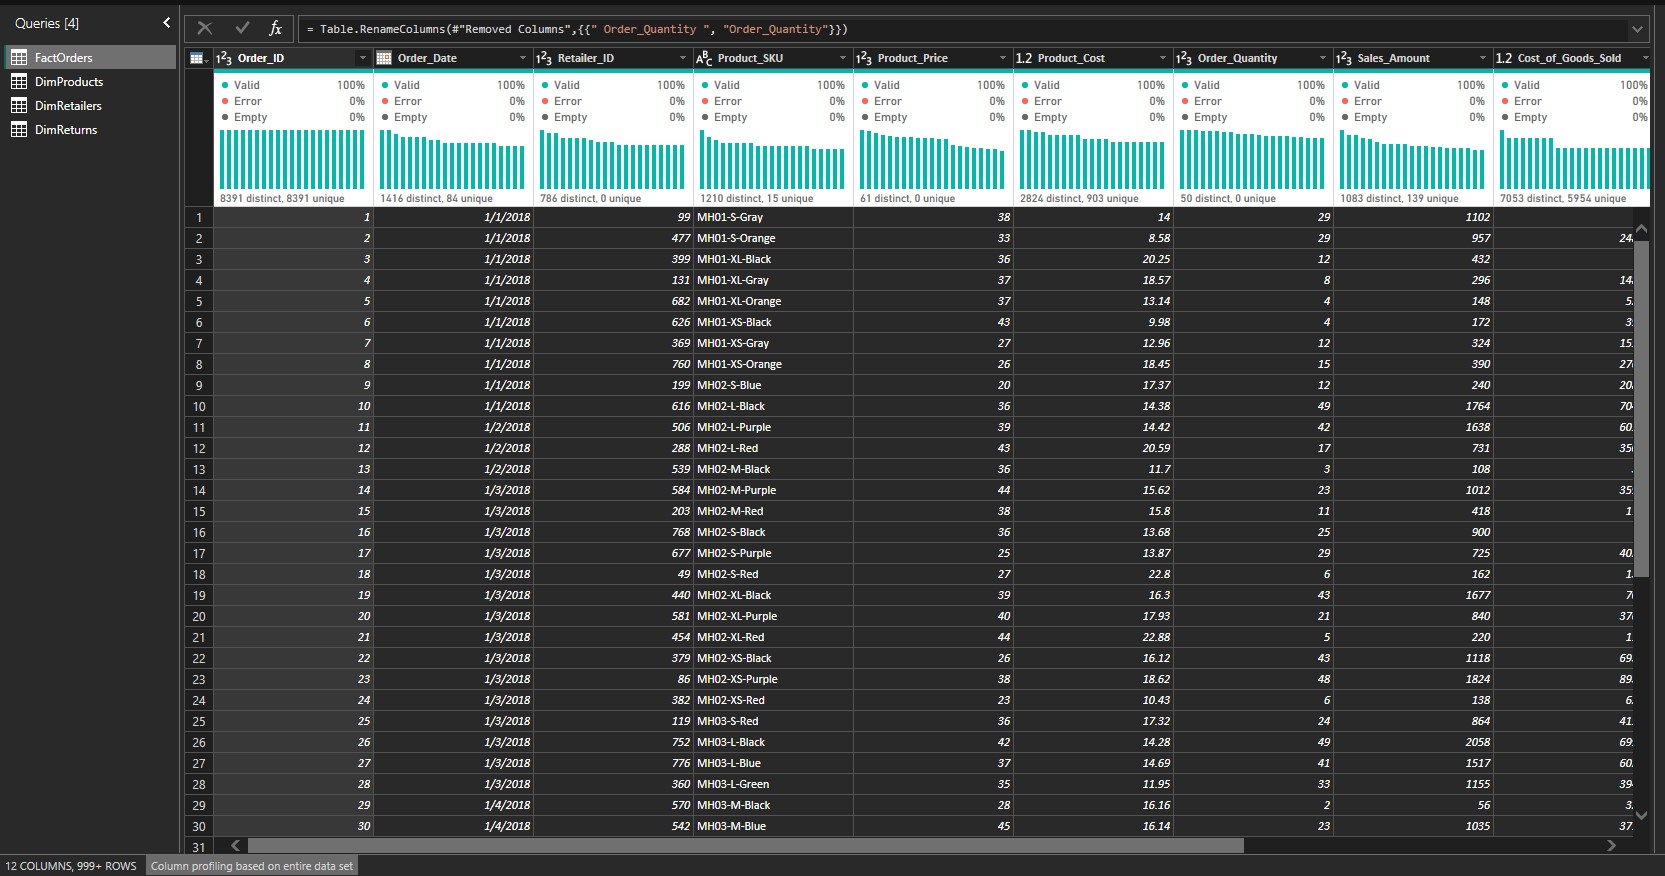 Queries [4]
FactOrders
DimProducts
DimRetailers
DimReturns
fx = Table.RenameColumns(#"Removed Columns",{{" Order_Quantity ", "Order_Quantity"}})
1²3 Order_ID Order_Date 1²3 Retailer_ID ABC Product_SKU 1²3 Product_Price 1.2 Product_Cost 1²3 Order_Quantity 1²3 Sales_Amount 1.2 Cost_of_Goods_Sold
Valid 100% Valid 100% Valid 100% Valid 100% Valid 100% Valid 100% Valid 100% Valid 100% Valid 100%
Error 0% Error 0% Error 0% Error 0% Error 0% Error 0% Error 0% Error 0% Error 0%
Empty 0% Empty 0% Empty 0% Empty 0% Empty 0% Empty 0% Empty 0% Empty 0% Empty 0%
8391 distinct, 8391 unique 1416 distinct, 84 unique 786 distinct, 0 unique 1210 distinct, 15 unique 61 distinct, 0 unique 2824 distinct, 903 unique 50 distinct, 0 unique 1083 distinct, 139 unique 7053 distinct, 5954 unique
1 1 1/1/2018 99 MH01-S-Gray 38 14 29 1102
2 2 1/1/2018 477 MH01-S-Orange 33 8.58 29 957 24
3 3 1/1/2018 399 MH01-XL-Black 36 20.25 12 432
4 4 1/1/2018 131 MH01-XL-Gray 37 18.57 8 296 14
5 5 1/1/2018 682 MH01-XL-Orange 37 13.14 4 148 5
6 6 1/1/2018 626 MH01-XS-Black 43 9.98 4 172 3
7 7 1/1/2018 369 MH01-XS-Gray 27 12.96 12 324 15
8 8 1/1/2018 760 MH01-XS-Orange 26 18.45 15 390 27
9 9 1/1/2018 199 MH02-S-Blue 20 17.37 12 240 20
10 10 1/1/2018 616 MH02-L-Black 36 14.38 49 1764 70
11 11 1/2/2018 506 MH02-L-Purple 39 14.42 42 1638 60
12 12 1/2/2018 288 MH02-L-Red 43 20.59 17 731 35
13 13 1/2/2018 539 MH02-M-Black 36 11.7 3 108
14 14 1/3/2018 584 MH02-M-Purple 44 15.62 23 1012 35
15 15 1/3/2018 203 MH02-M-Red 38 15.8 11 418 1
16 16 1/3/2018 768 MH02-S-Black 36 13.68 25 900
17 17 1/3/2018 677 MH02-S-Purple 25 13.87 29 725 40
18 18 1/3/2018 49 MH02-S-Red 27 22.8 6 162 1
19 19 1/3/2018 440 MH02-XL-Black 39 16.3 43 1677 7
20 20 1/3/2018 581 MH02-XL-Purple 40 17.93 21 840 37
21 21 1/3/2018 454 MH02-XL-Red 44 22.88 5 220 1
22 22 1/3/2018 379 MH02-XS-Black 26 16.12 43 1118 69
23 23 1/3/2018 86 MH02-XS-Purple 38 18.62 48 1824 89
24 24 1/3/2018 382 MH02-XS-Red 23 10.43 6 138 6
25 25 1/3/2018 119 MH03-S-Red 36 17.32 24 864 41
26 26 1/3/2018 752 MH03-L-Black 42 14.28 49 2058 69
27 27 1/3/2018 776 MH03-L-Blue 37 14.69 41 1517 60
28 28 1/3/2018 360 MH03-L-Green 35 11.95 33 1155 39
29 29 1/4/2018 570 MH03-M-Black 28 16.16 2 56 3
30 30 1/4/2018 542 MH03-M-Blue 45 16.14 23 1035 37
31
12 COLUMNS, 999+ ROWS Column profiling based on entire data set